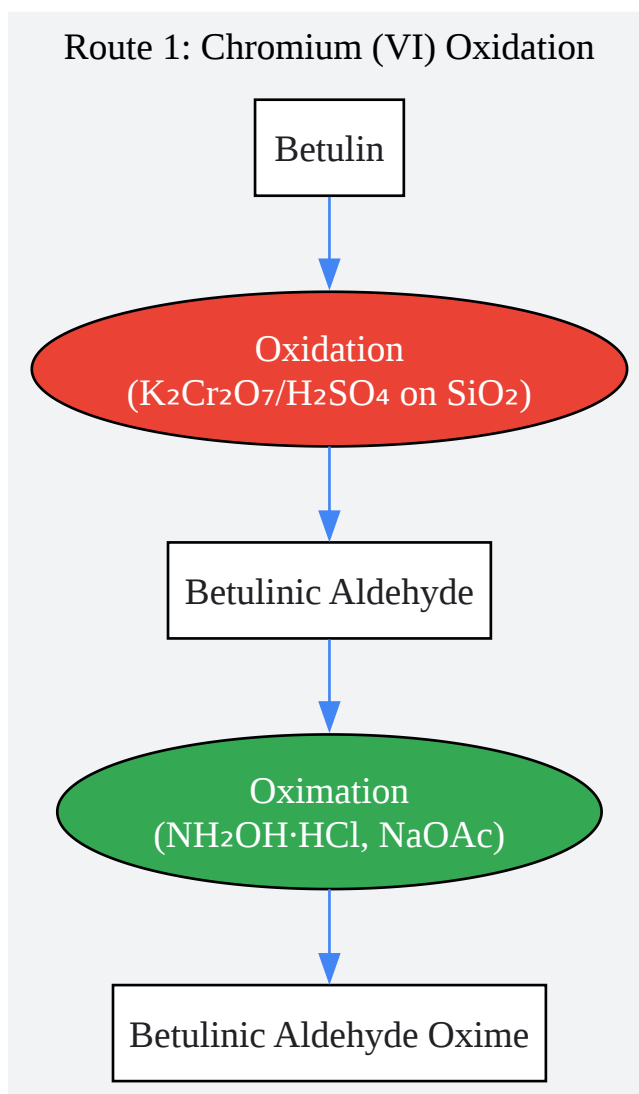 Route 1: Chromium (VI) Oxidation
Betulin
Oxidation
(K₂Cr₂O₇/H₂SO₄ on SiO₂)
Betulinic Aldehyde
Oximation
(NH₂OH·HCl, NaOAc)
Betulinic Aldehyde Oxime